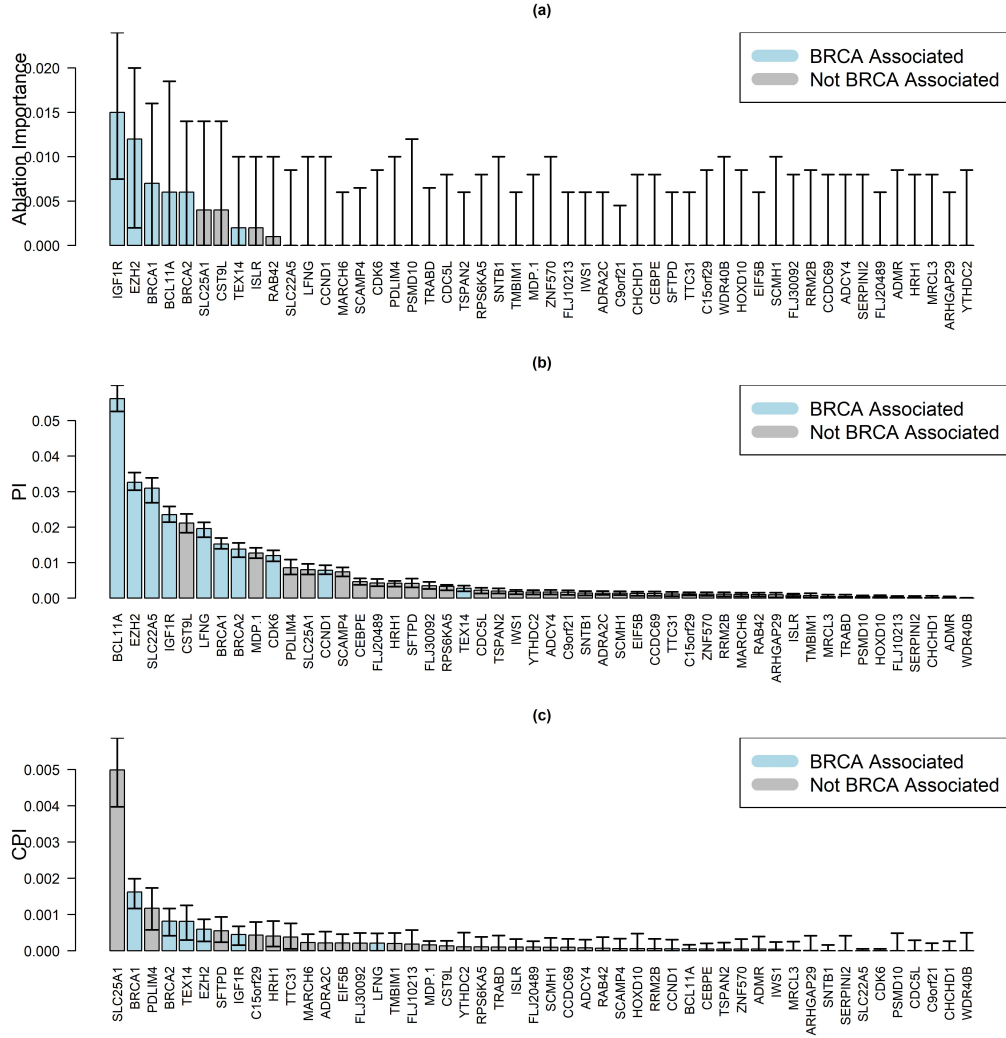 (a)
Ablation Importance
0.020
0.015
0.010
0.005
0.000
BRCA Associated
Not BRCA Associated
IGF1R EZH2 BRCA1 BCL11A BRCA2 SLC25A1 CST9L TEX14 ISLR RAB42 SLC22A5 LFNG CCND1 MARCH6 SCAMP4 CDK6 PDLIM4 PSMD10 TRABD CDC5L TSPAN2 RPS6KA5 SNTB1 TMBIM1 MDP.1 ZNF570 FLJ10213 IWS1 ADRA2C C9orf21 CHCHD1 CEBPE SFTPD TTC31 C15orf29 WDR40B HOXD10 EIF5B SCMH1 FLJ30092 RRM2B CCDC69 ADCY4 SERPINI2 FLJ20489 ADMR HRH1 MRCL3 ARHGAP29 YTHDC2
(b)
PI
0.05
0.04
0.03
0.02
0.01
0.00
BRCA Associated
Not BRCA Associated
BCL11A EZH2 SLC22A5 IGF1R CST9L LFNG BRCA1 BRCA2 MDP.1 CDK6 PDLIM4 SLC25A1 CCND1 SCAMP4 CEBPE FLJ20489 HRH1 SFTPD FLJ30092 RPS6KA5 TEX14 CDC5L TSPAN2 IWS1 YTHDC2 ADCY4 C9orf21 SNTB1 ADRA2C SCMH1 EIF5B CCDC69 TTC31 C15orf29 ZNF570 RRM2B MARCH6 RAB42 ARHGAP29 ISLR TMBIM1 MRCL3 TRABD PSMD10 HOXD10 FLJ10213 SERPINI2 CHCHD1 ADMR WDR40B
(c)
CPI
0.005
0.004
0.003
0.002
0.001
0.000
BRCA Associated
Not BRCA Associated
SLC25A1 BRCA1 PDLIM4 BRCA2 TEX14 EZH2 SFTPD IGF1R C15orf29 HRH1 TTC31 MARCH6 ADRA2C EIF5B FLJ30092 LFNG TMBIM1 FLJ10213 MDP.1 CST9L YTHDC2 RPS6KA5 TRABD ISLR FLJ20489 SCMH1 CCDC69 ADCY4 RAB42 SCAMP4 HOXD10 RRM2B CCND1 BCL11A CEBPE TSPAN2 ZNF570 ADMR IWS1 MRCL3 ARHGAP29 SNTB1 SERPINI2 SLC22A5 CDK6 PSMD10 CDC5L C9orf21 CHCHD1 WDR40B